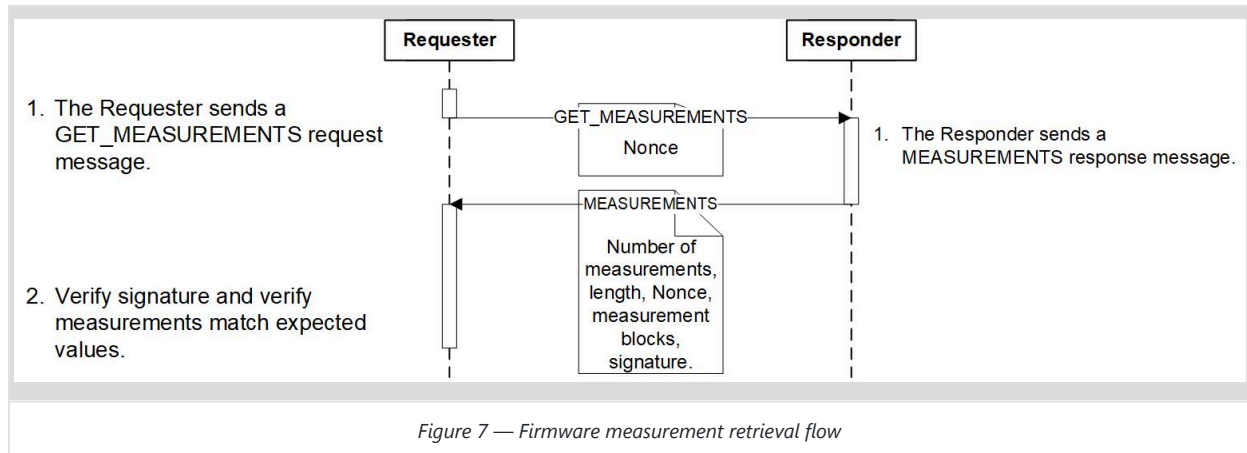 Requester
Responder
1. The Requester sends a
GET_MEASUREMENTS request
message.
GET_MEASUREMENTS
Nonce
1. The Responder sends a
MEASUREMENTS response message.
MEASUREMENTS
Number of
measurements,
length, Nonce,
measurement
blocks,
signature.
2. Verify signature and verify
measurements match expected
values.
Figure 7 — Firmware measurement retrieval flow